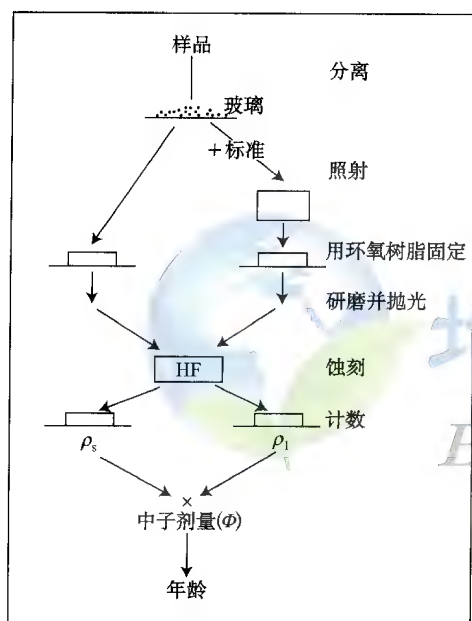 样品
分离
玻璃
+标准
照射
用环氧树脂固定
研磨并抛光
HF
蚀刻
计数
ρs
ρ1
×
中子剂量(Φ)
年龄